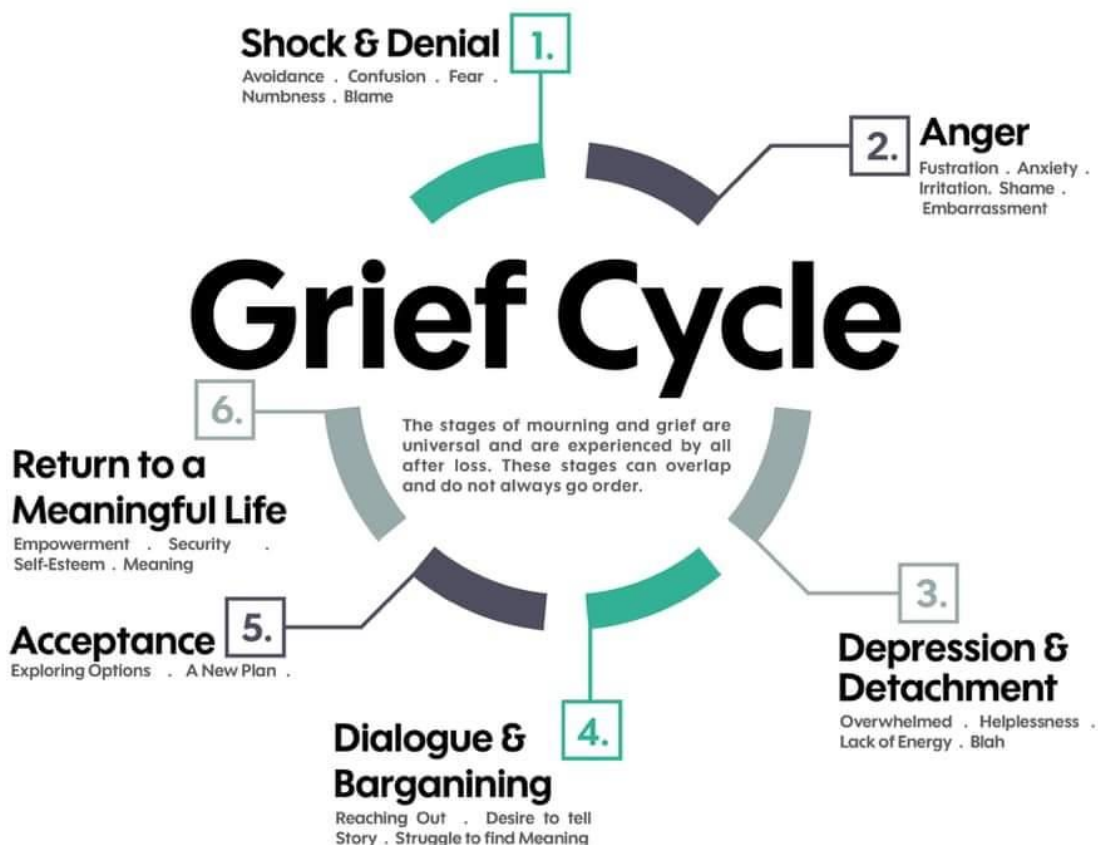 Shock & Denial
1.
Avoidance . Confusion . Fear .
Numbness . Blame
2.
Anger
Fustration . Anxiety .
Irritation. Shame .
Embarrassment
Grief Cycle
The stages of mourning and grief are
universal and are experienced by all
after loss. These stages can overlap
and do not always go order.
3.
Depression &
Detachment
Overwhelmed . Helplessness .
Lack of Energy . Blah
4.
Dialogue &
Barganining
Reaching Out . Desire to tell
Story . Struggle to find Meaning
5.
Acceptance
Exploring Options . A New Plan .
6.
Return to a
Meaningful Life
Empowerment . Security .
Self-Esteem . Meaning